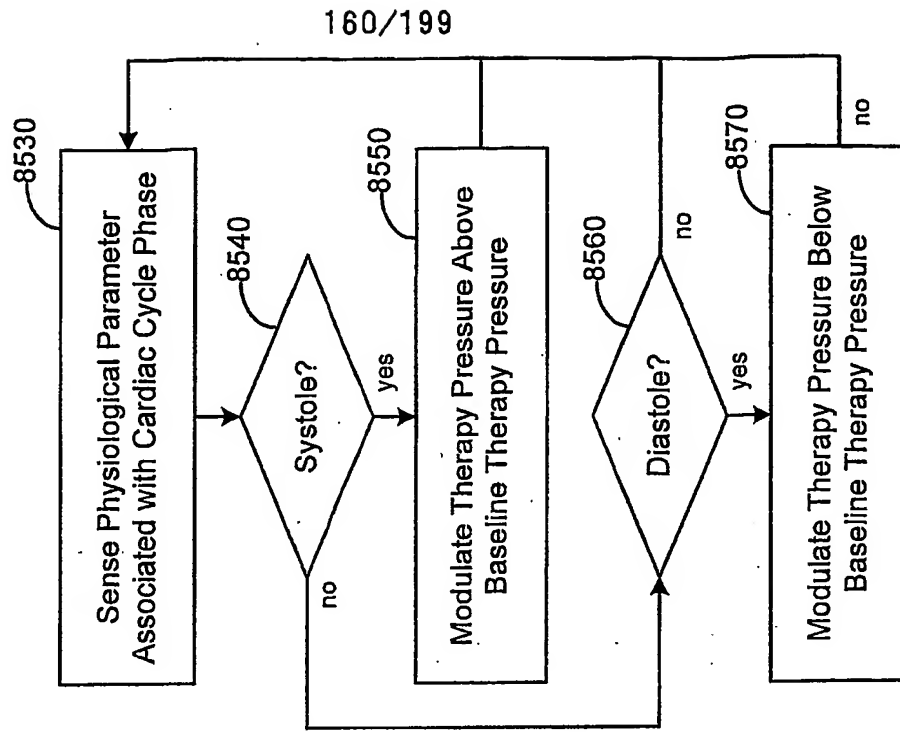 160/199
8530
Sense Physiological Parameter
Associated with Cardiac Cycle Phase
8540
Systole?
yes
no
8550
Modulate Therapy Pressure Above
Baseline Therapy Pressure
8560
Diastole?
no
yes
8570
Modulate Therapy Pressure Below
Baseline Therapy Pressure
no